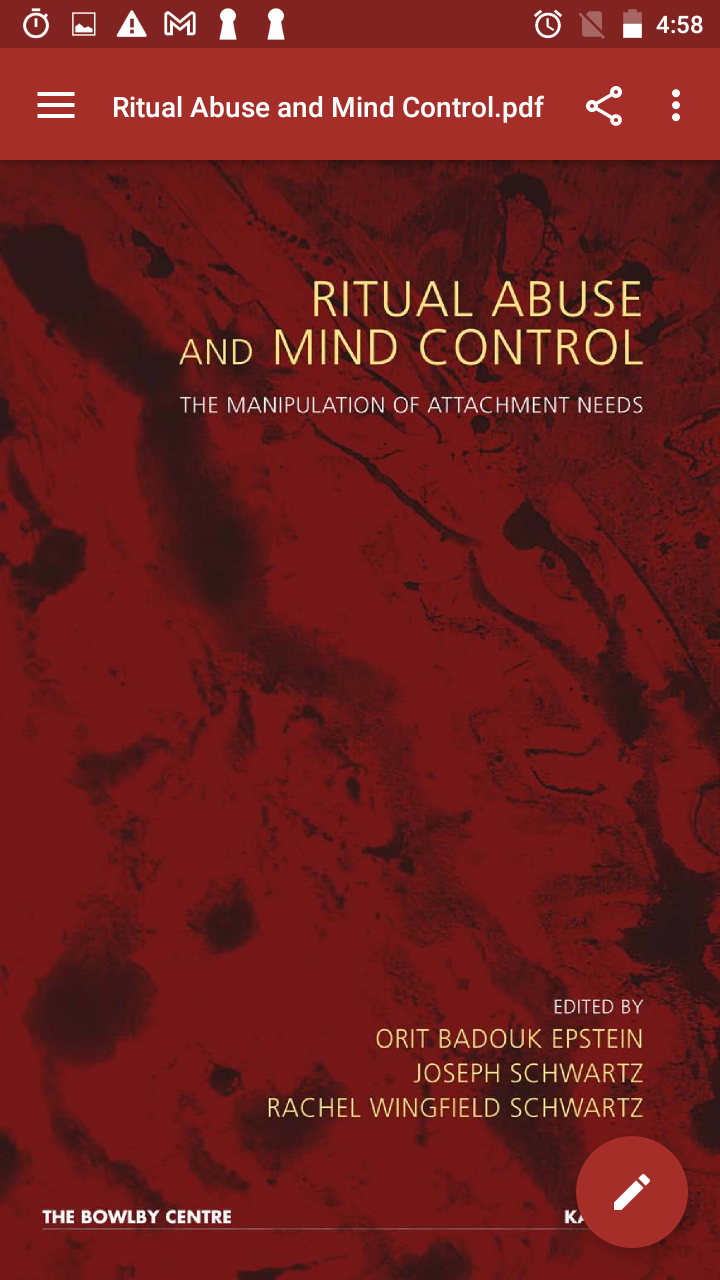 4:58
Ritual Abuse and Mind Control.pdf
RITUAL ABUSE
AND MIND CONTROL
THE MANIPULATION OF ATTACHMENT NEEDS
EDITED BY
ORIT BADOUK EPSTEIN
JOSEPH SCHWARTZ
RACHEL WINGFIELD SCHWARTZ
THE BOWLBY CENTRE